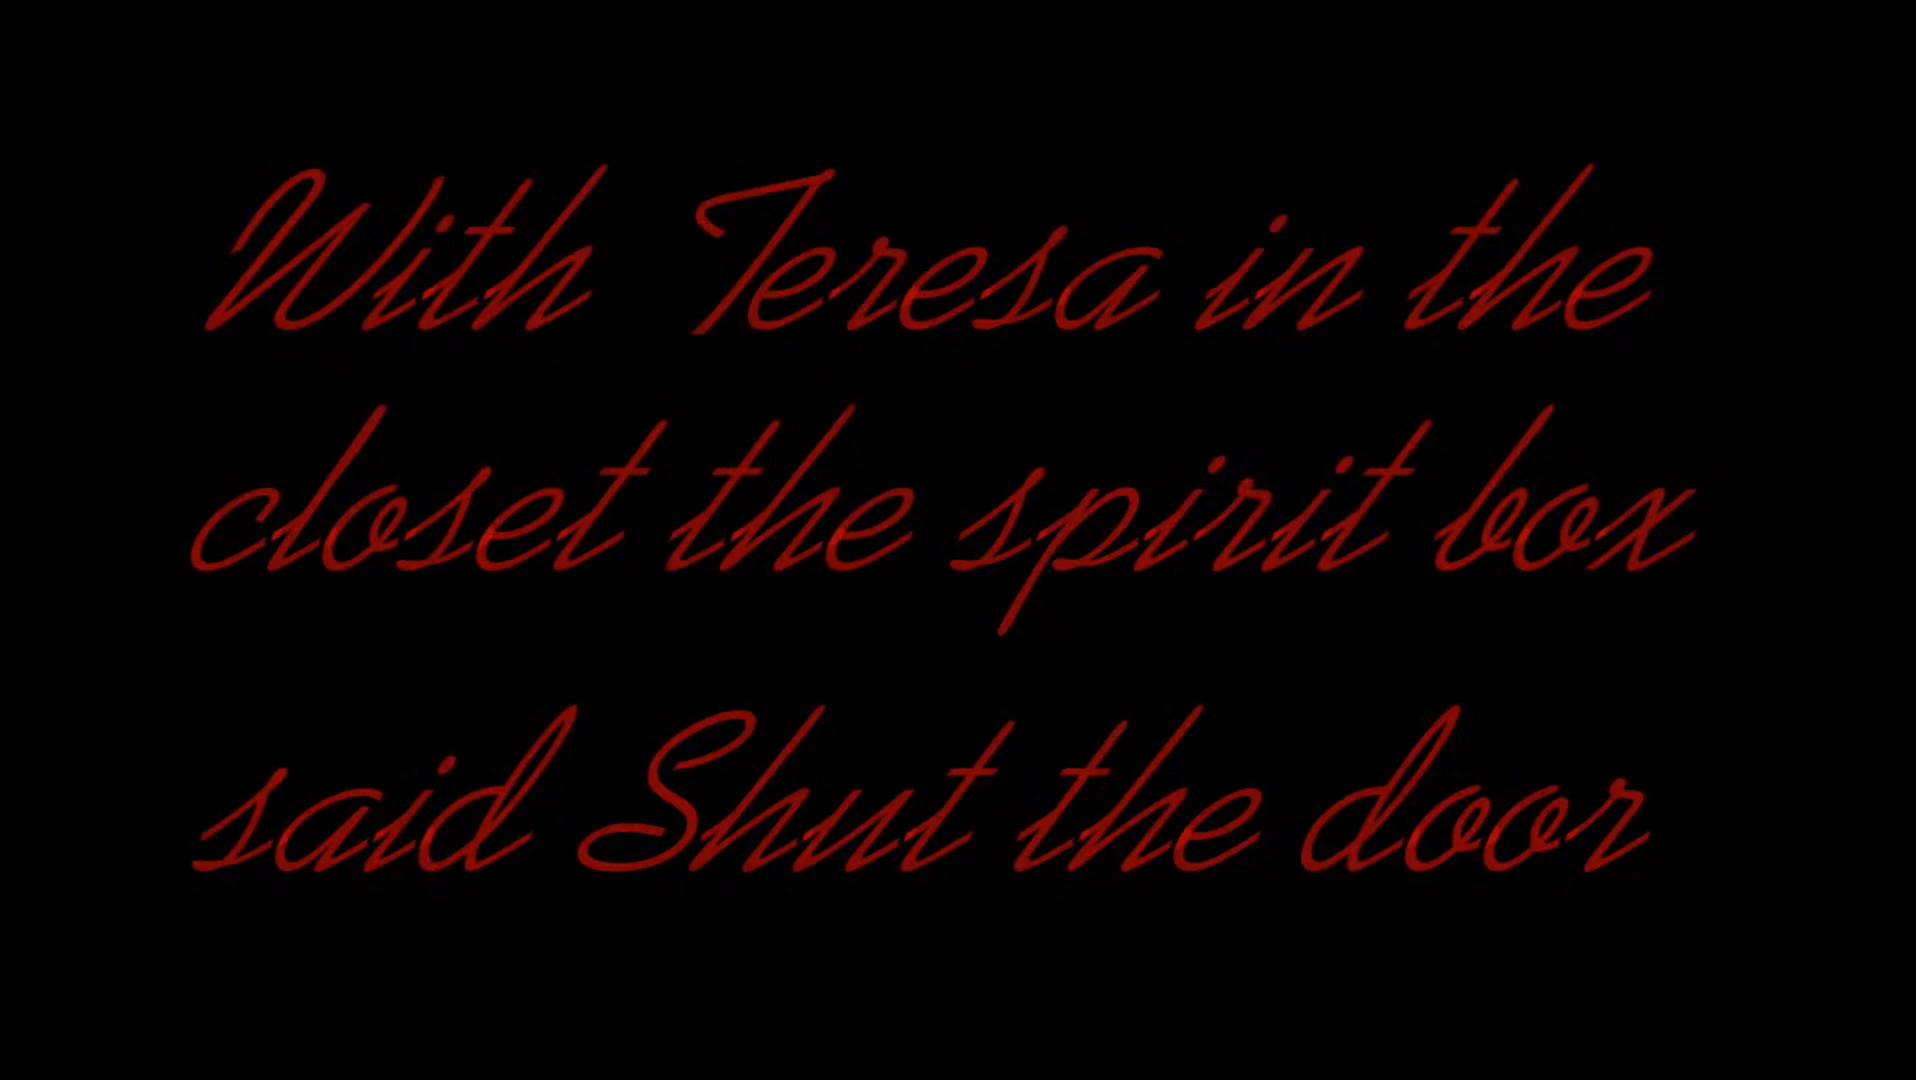 With Teresa in the
closet the spirit box
said Shut the door